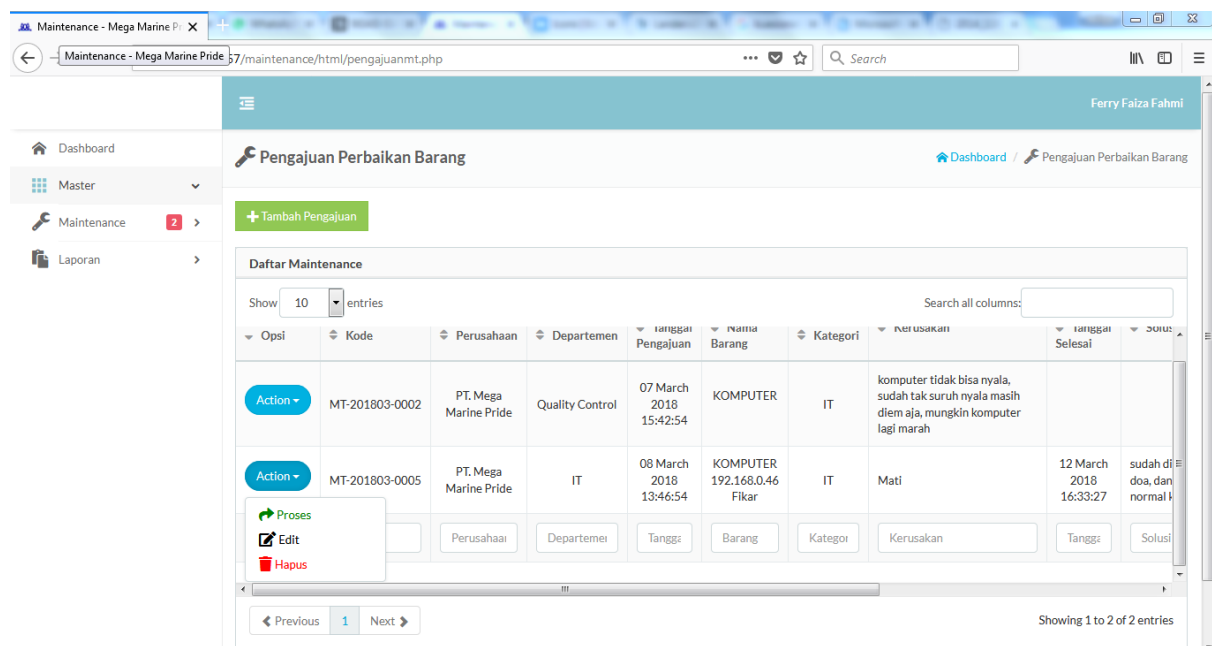 Maintenance - Mega Marine Pr
Maintenance - Mega Marine Pride
57/maintenance/html/pengajuanmt.php
Search
Ferry Faiza Fahmi
Dashboard
Master
Maintenance 2
Laporan
Pengajuan Perbaikan Barang
Dashboard / Pengajuan Perbaikan Barang
Tambah Pengajuan
Daftar Maintenance
Show 10 entries
Search all columns:
Opsi
Kode
Perusahaan
Departemen
Tanggal
Pengajuan
Nama
Barang
Kategori
Kerusakan
Tanggal
Selesai
Action
MT-201803-0002
PT. Mega
Marine Pride
Quality Control
07 March
2018
15:42:54
KOMPUTER
IT
komputer tidak bisa nyala,
sudah tak suruh nyala masih
diem aja, mungkin komputer
lagi marah
Action
MT-201803-0005
PT. Mega
Marine Pride
IT
08 March
2018
13:46:54
KOMPUTER
192.168.0.46
Fikar
IT
Mati
12 March
2018
16:33:27
sudah di
doa, dan
normal
Proses
Edit
Hapus
Perusahaa
Departemen
Tangga
Barang
Kategor
Kerusakan
Tangga
Solusi
Previous 1 Next
Showing 1 to 2 of 2 entries